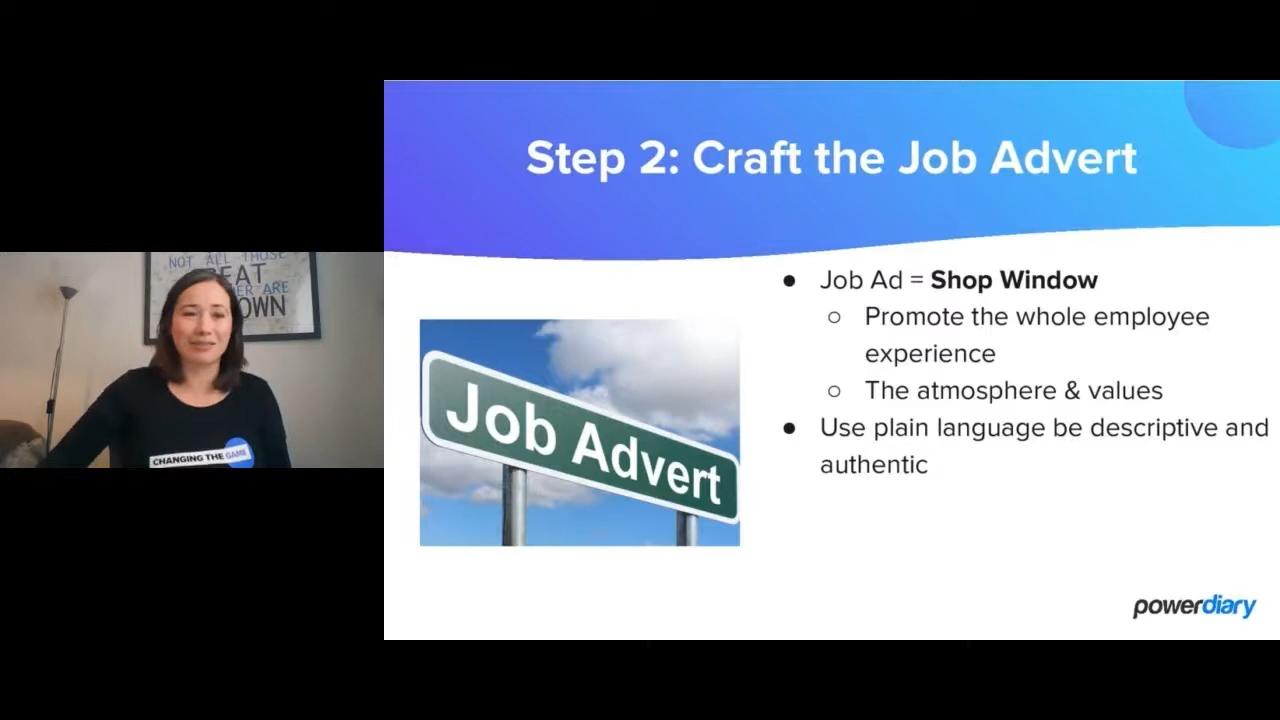 Step 2: Craft the Job Advert
NOT ALL THOSE
WN
CHANGING THE GAME
Job Advert
● Job Ad = Shop Window
○ Promote the whole employee
experience
○ The atmosphere & values
● Use plain language be descriptive and
authentic
powerdiary